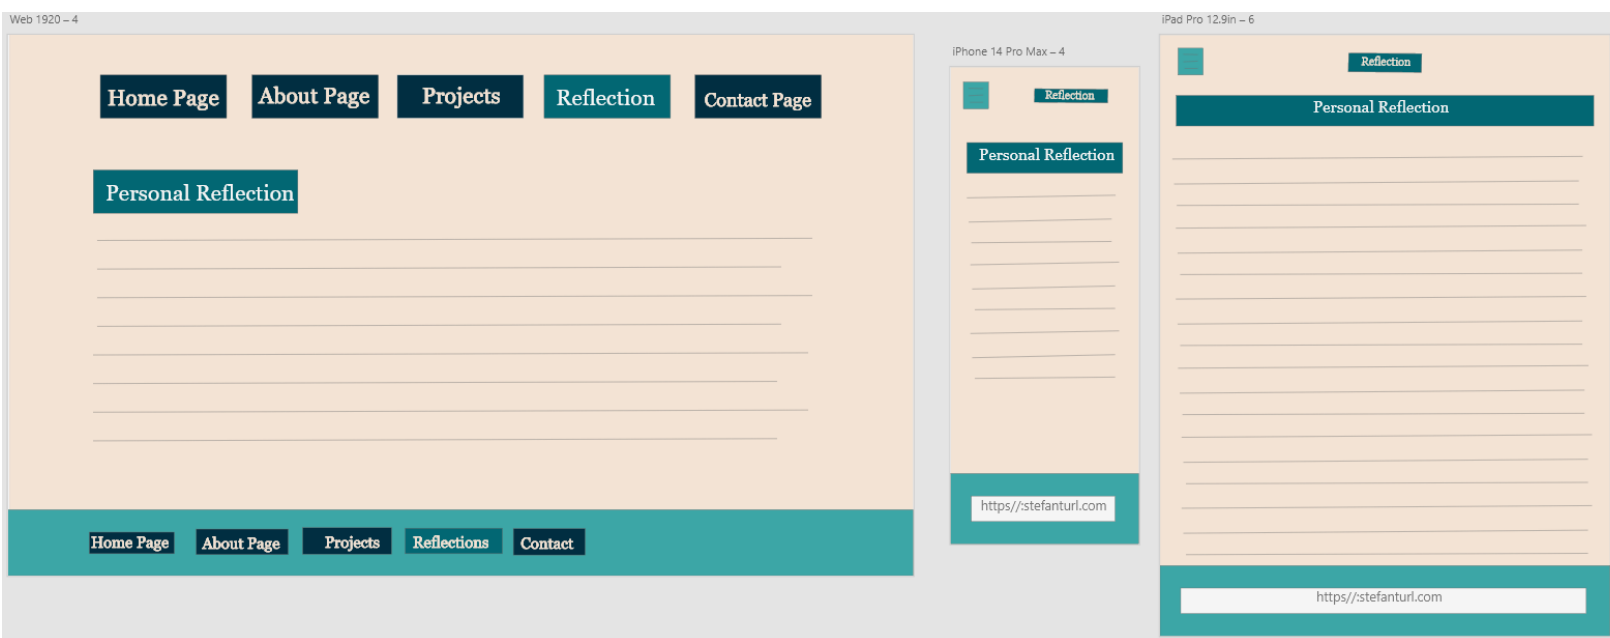 Web 1920 – 4
Home Page
About Page
Projects
Reflection
Contact Page
Personal Reflection
Home Page
About Page
Projects
Reflections
Contact
iPhone 14 Pro Max – 4
Reflection
Personal Reflection
https//:stefanturl.com
iPad Pro 12.9in – 6
Reflection
Personal Reflection
https//:stefanturl.com